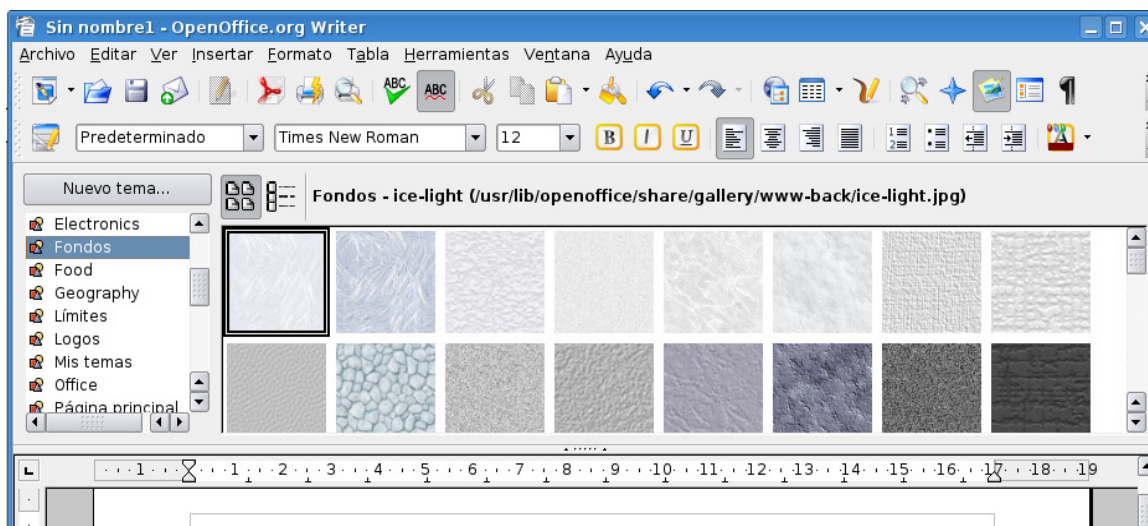 Sin nombre1 - OpenOffice.org Writer
Archivo Editar Ver Insertar Formato Tabla Herramientas Ventana Ayuda
ABC ABC
Predeterminado Times New Roman 12 B I U
Nuevo tema... Fondos - ice-light (/usr/lib/openoffice/share/gallery/www-back/ice-light.jpg)
Electronics
Fondos
Food
Geography
Límites
Logos
Mis temas
Office
Página principal
1 1 2 3 4 5 6 7 8 9 10 11 12 13 14 15 16 17 18 19